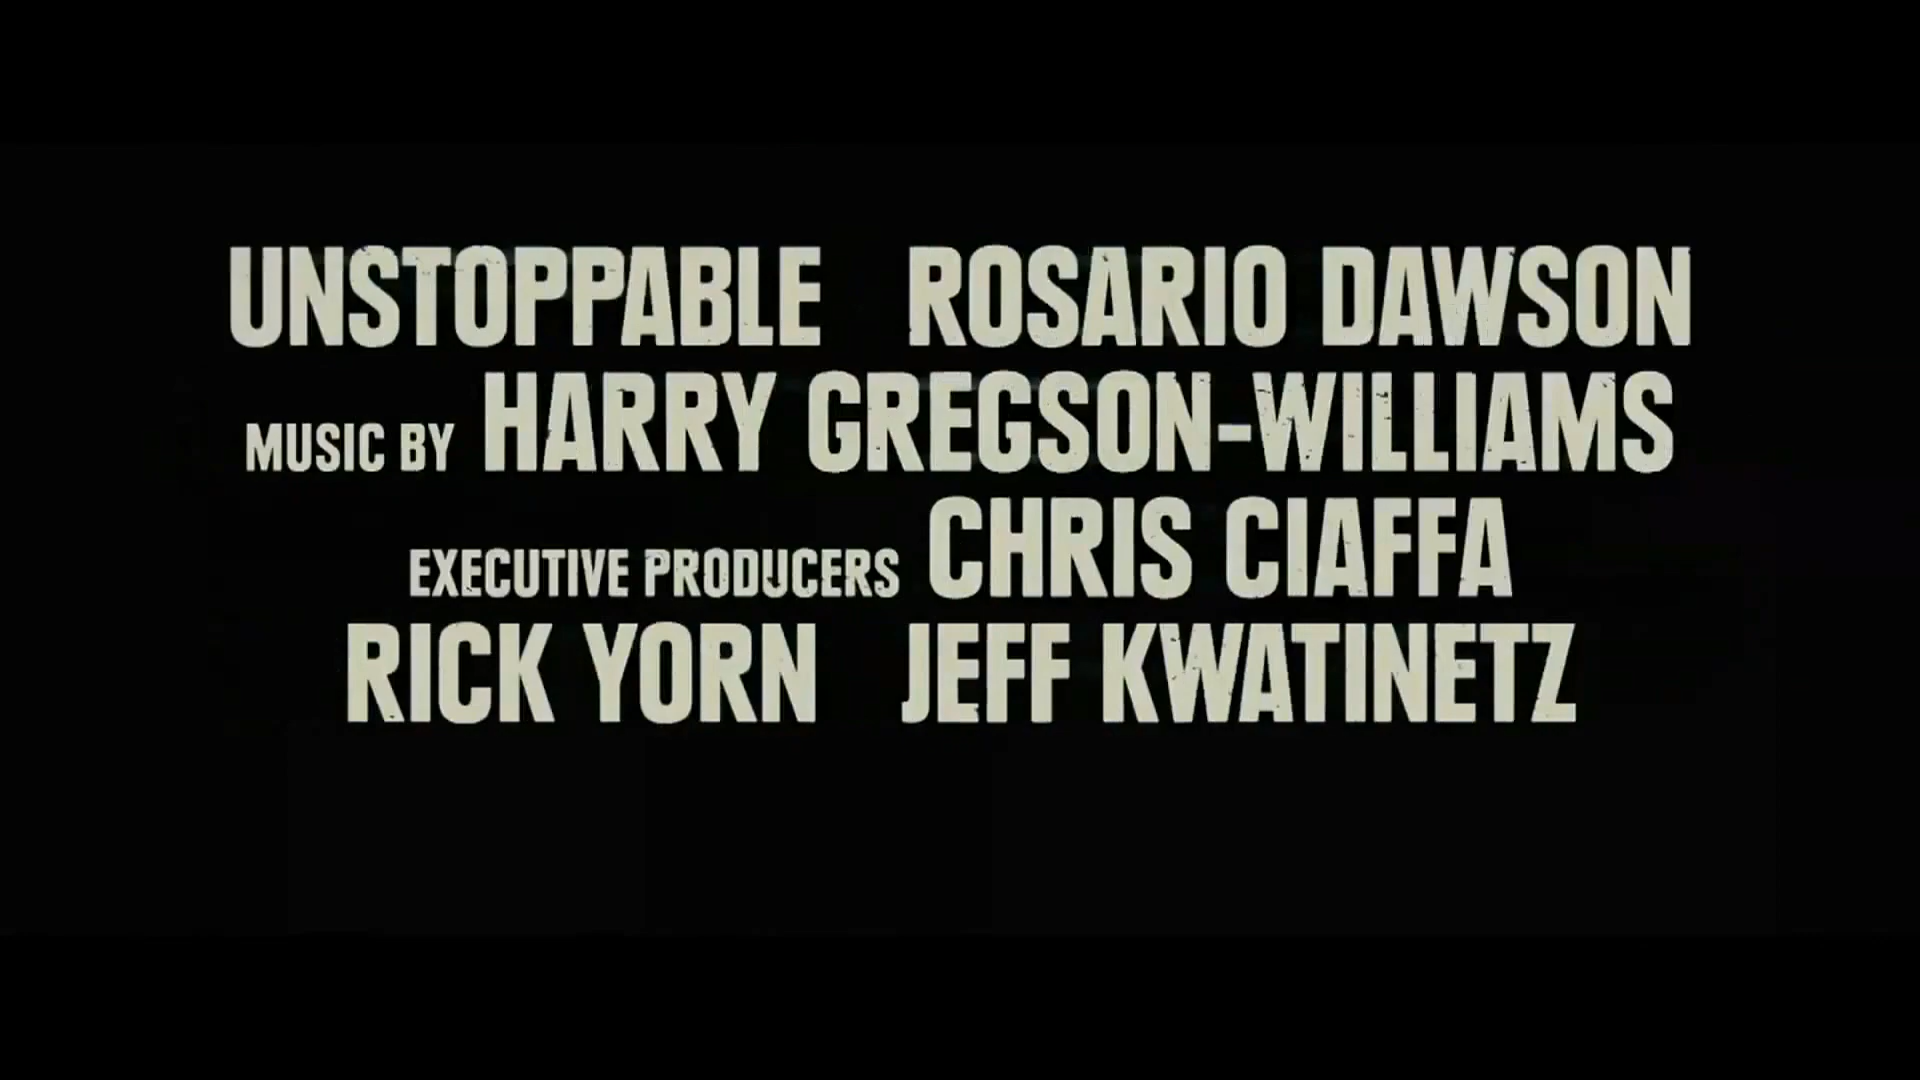 UNSTOPPABLE ROSARIO DAWSON
MUSIC BY HARRY GREGSON-WILLIAMS
EXECUTIVE PRODUCERS CHRIS CIAFFA
RICK YORN JEFF KWATINETZ